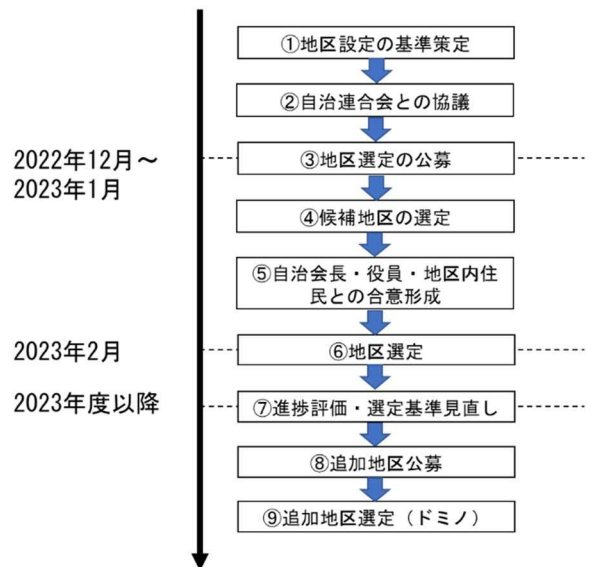 ①地区設定の基準策定
②自治連合会との協議
2022年12月～
2023年1月
③地区選定の公募
④候補地区の選定
⑤自治会長・役員・地区内住
民との合意形成
2023年2月
⑥地区選定
2023年度以降
⑦進捗評価・選定基準見直し
⑧追加地区公募
⑨追加地区選定（ドミノ）